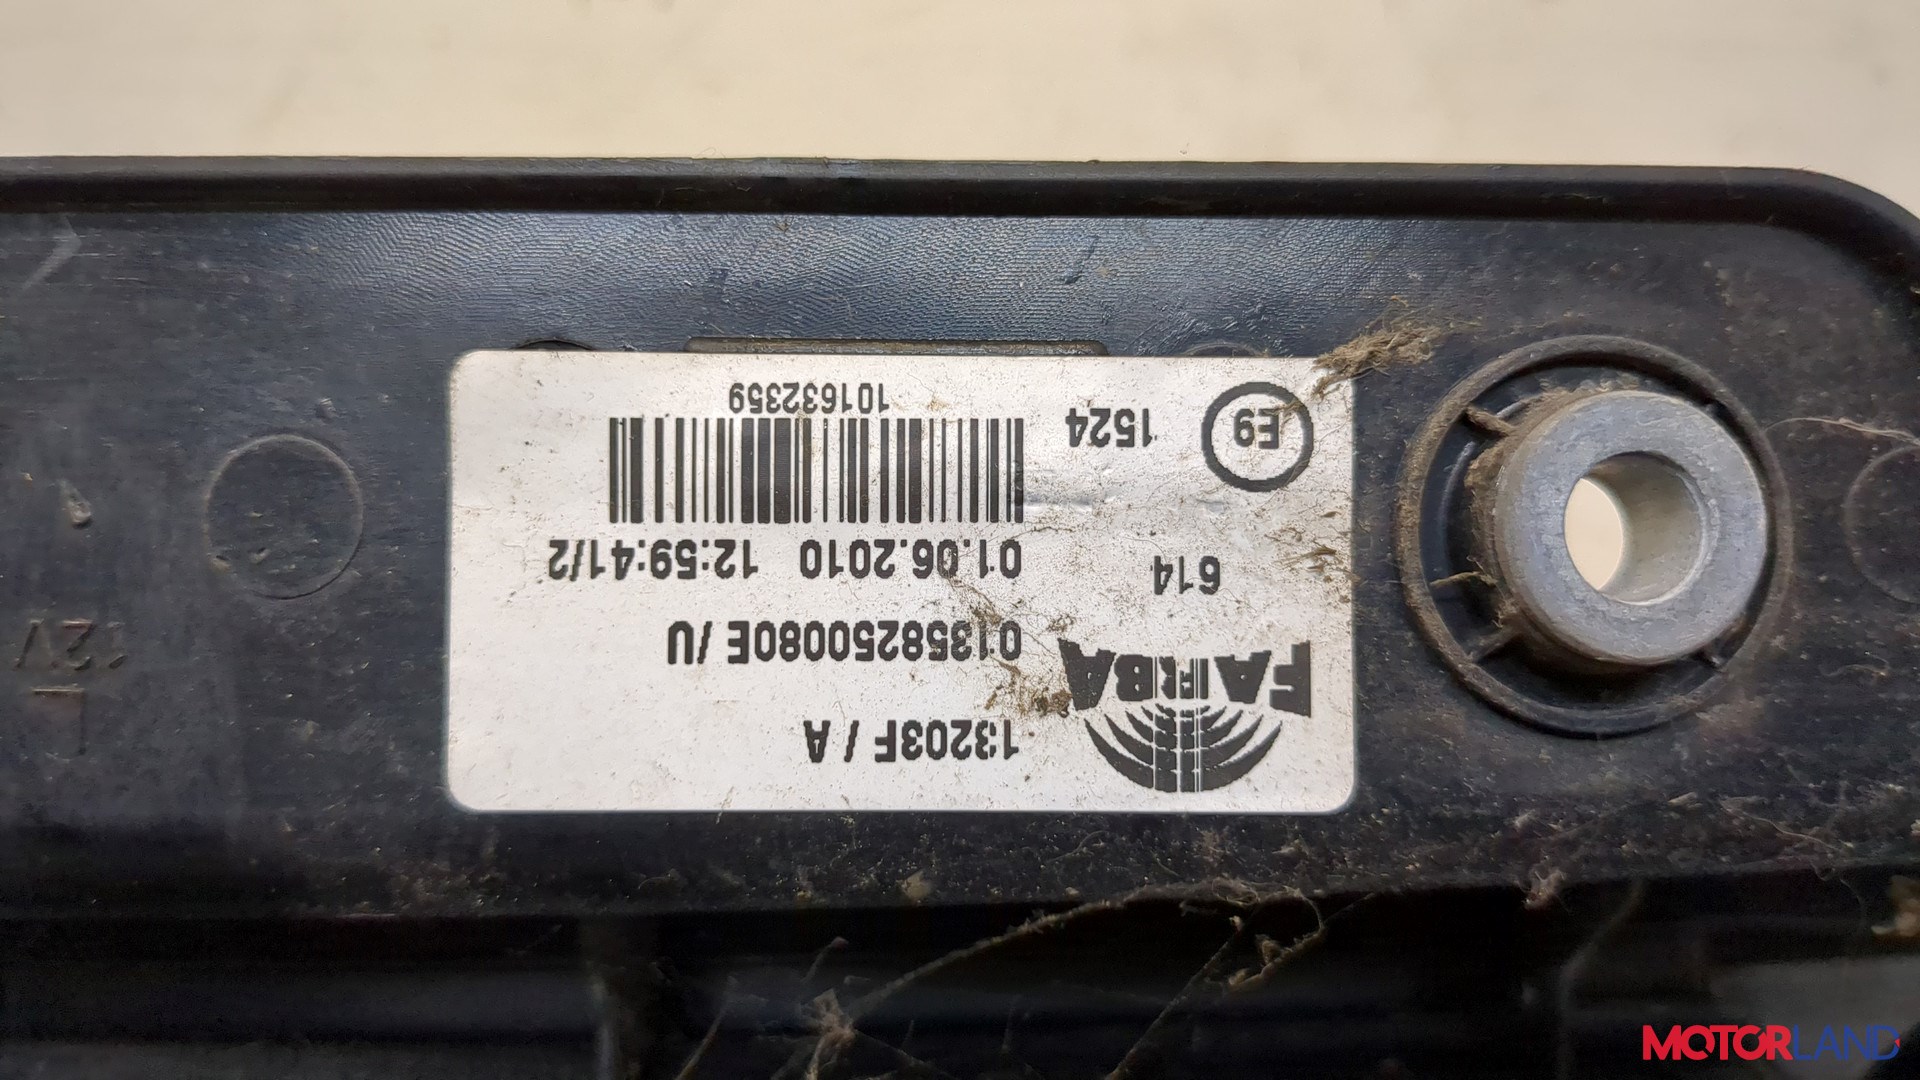 13203F / A
FARBA
01358250080E /U
614
01.06.2010 12:59:41/2
E9
1524
101632359
L
12V
MOTORLAND